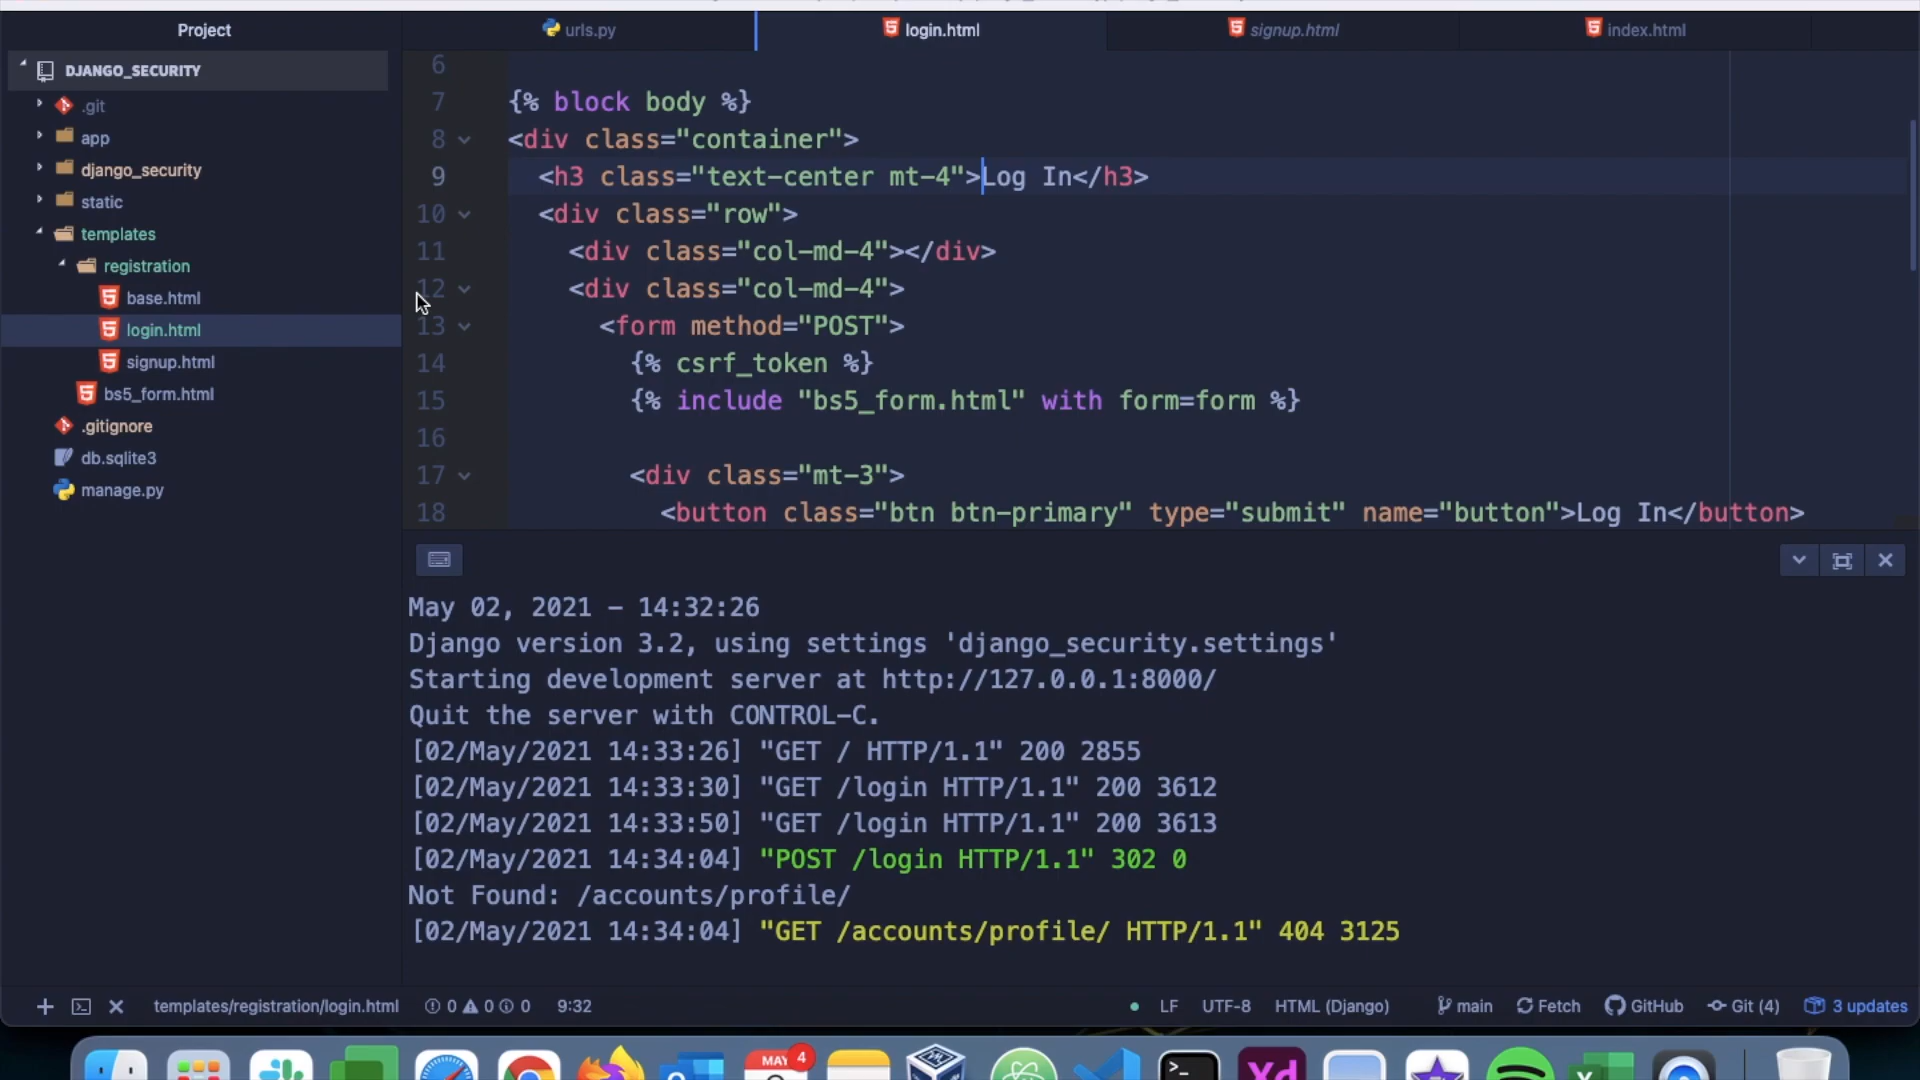 Project
urls.py
login.html
signup.html
index.html
DJANGO_SECURITY
.git
app
django_security
static
templates
registration
base.html
login.html
signup.html
bs5_form.html
.gitignore
db.sqlite3
manage.py
6
7 {% block body %}
8 <div class="container">
9 <h3 class="text-center mt-4">Log In</h3>
10 <div class="row">
11 <div class="col-md-4"></div>
12 <div class="col-md-4">
13 <form method="POST">
14 {% csrf_token %}
15 {% include "bs5_form.html" with form=form %}
16
17 <div class="mt-3">
18 <button class="btn btn-primary" type="submit" name="button">Log In</button>
May 02, 2021 - 14:32:26
Django version 3.2, using settings 'django_security.settings'
Starting development server at http://127.0.0.1:8000/
Quit the server with CONTROL-C.
[02/May/2021 14:33:26] "GET / HTTP/1.1" 200 2855
[02/May/2021 14:33:30] "GET /login HTTP/1.1" 200 3612
[02/May/2021 14:33:50] "GET /login HTTP/1.1" 200 3613
[02/May/2021 14:34:04] "POST /login HTTP/1.1" 302 0
Not Found: /accounts/profile/
[02/May/2021 14:34:04] "GET /accounts/profile/ HTTP/1.1" 404 3125
templates/registration/login.html 0 0 0 9:32 LF UTF-8 HTML (Django) main Fetch GitHub Git (4) 3 updates
MAY 4
Xd